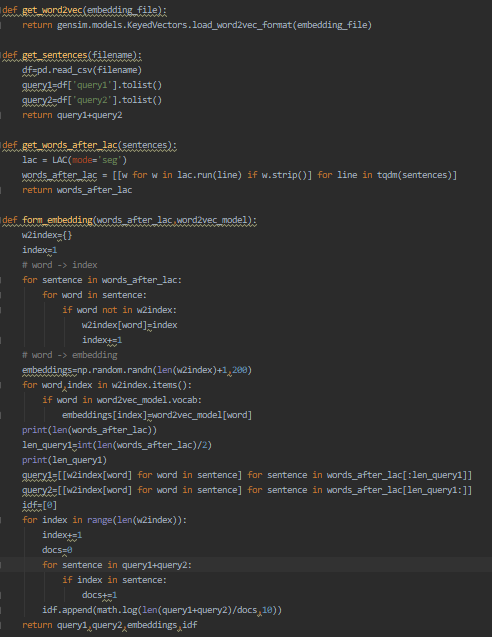 def get_word2vec(embedding_file):
    return gensim.models.KeyedVectors.load_word2vec_format(embedding_file)
def get_sentences(filename):
    df=pd.read_csv(filename)
    query1=df['query1'].tolist()
    query2=df['query2'].tolist()
    return query1+query2
def get_words_after_lac(sentences):
    lac = LAC(mode='seg')
    words_after_lac = [[w for w in lac.run(line) if w.strip()] for line in tqdm(sentences)]
    return words_after_lac
def form_embedding(words_after_lac,word2vec_model):
    w2index={}
    index=1
    # word -> index
    for sentence in words_after_lac:
        for word in sentence:
            if word not in w2index:
                w2index[word]=index
                index+=1
    # word -> embedding
    embeddings=np.random.randn(len(w2index)+1,200)
    for word,index in w2index.items():
        if word in word2vec_model.vocab:
            embeddings[index]=word2vec_model[word]
    print(len(words_after_lac))
    len_query1=int(len(words_after_lac)/2)
    print(len_query1)
    query1=[[w2index[word] for word in sentence] for sentence in words_after_lac[:len_query1]]
    query2=[[w2index[word] for word in sentence] for sentence in words_after_lac[len_query1:]]
    idf=[0]
    for index in range(len(w2index)):
        index+=1
        docs=0
        for sentence in query1+query2:
            if index in sentence:
                docs+=1
        idf.append(math.log(len(query1+query2)/docs,10))
    return query1,query2,embeddings,idf